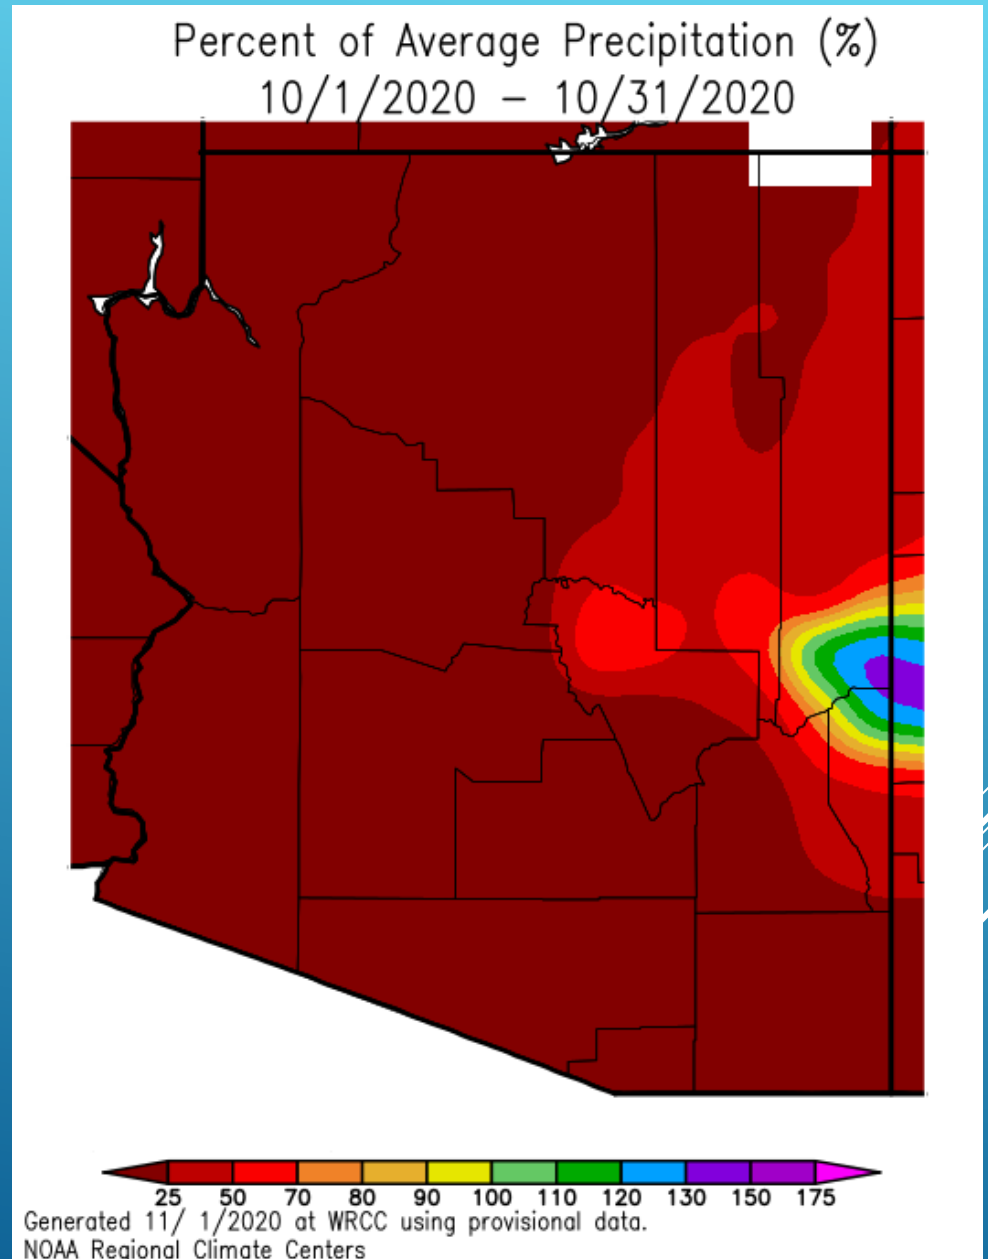 Percent of Average Precipitation (%)
10/1/2020 – 10/31/2020
25 50 70 80 90 100 110 120 130 150 175
Generated 11/ 1/2020 at WRCC using provisional data.
NOAA Regional Climate Centers